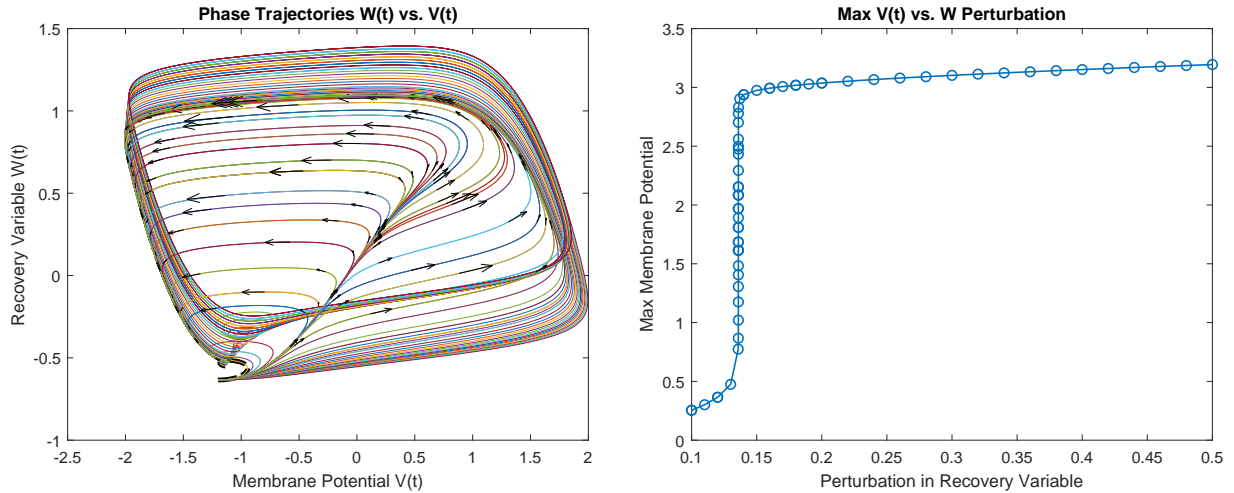 Phase Trajectories W(t) vs. V(t)
1.5
1
0.5
0
-0.5
-1
Recovery Variable W(t)
-2.5 -2 -1.5 -1 -0.5 0 0.5 1 1.5 2
Membrane Potential V(t)
Max V(t) vs. W Perturbation
3.5
3
2.5
2
1.5
1
0.5
0
Max Membrane Potential
0.1 0.15 0.2 0.25 0.3 0.35 0.4 0.45 0.5
Perturbation in Recovery Variable